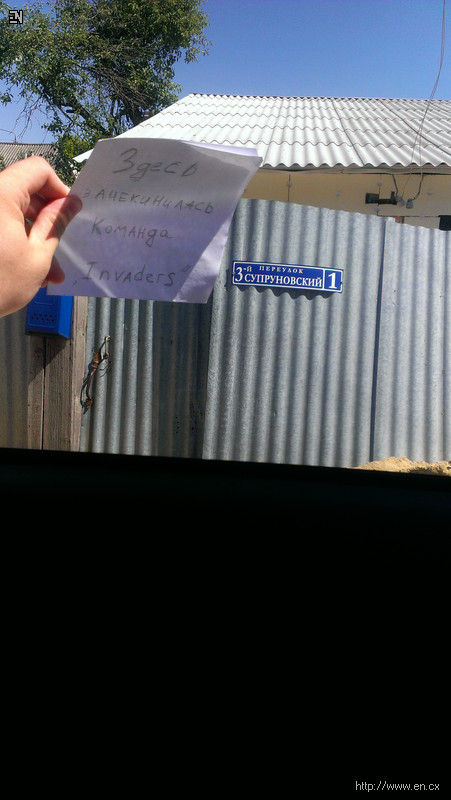 EN
Здесь
зАЧЕКИНИЛАСЬ
Команда
"Invaders"
3-й ПЕРЕУЛОК
СУПРУНОВСКИЙ 1
http://www.en.cx